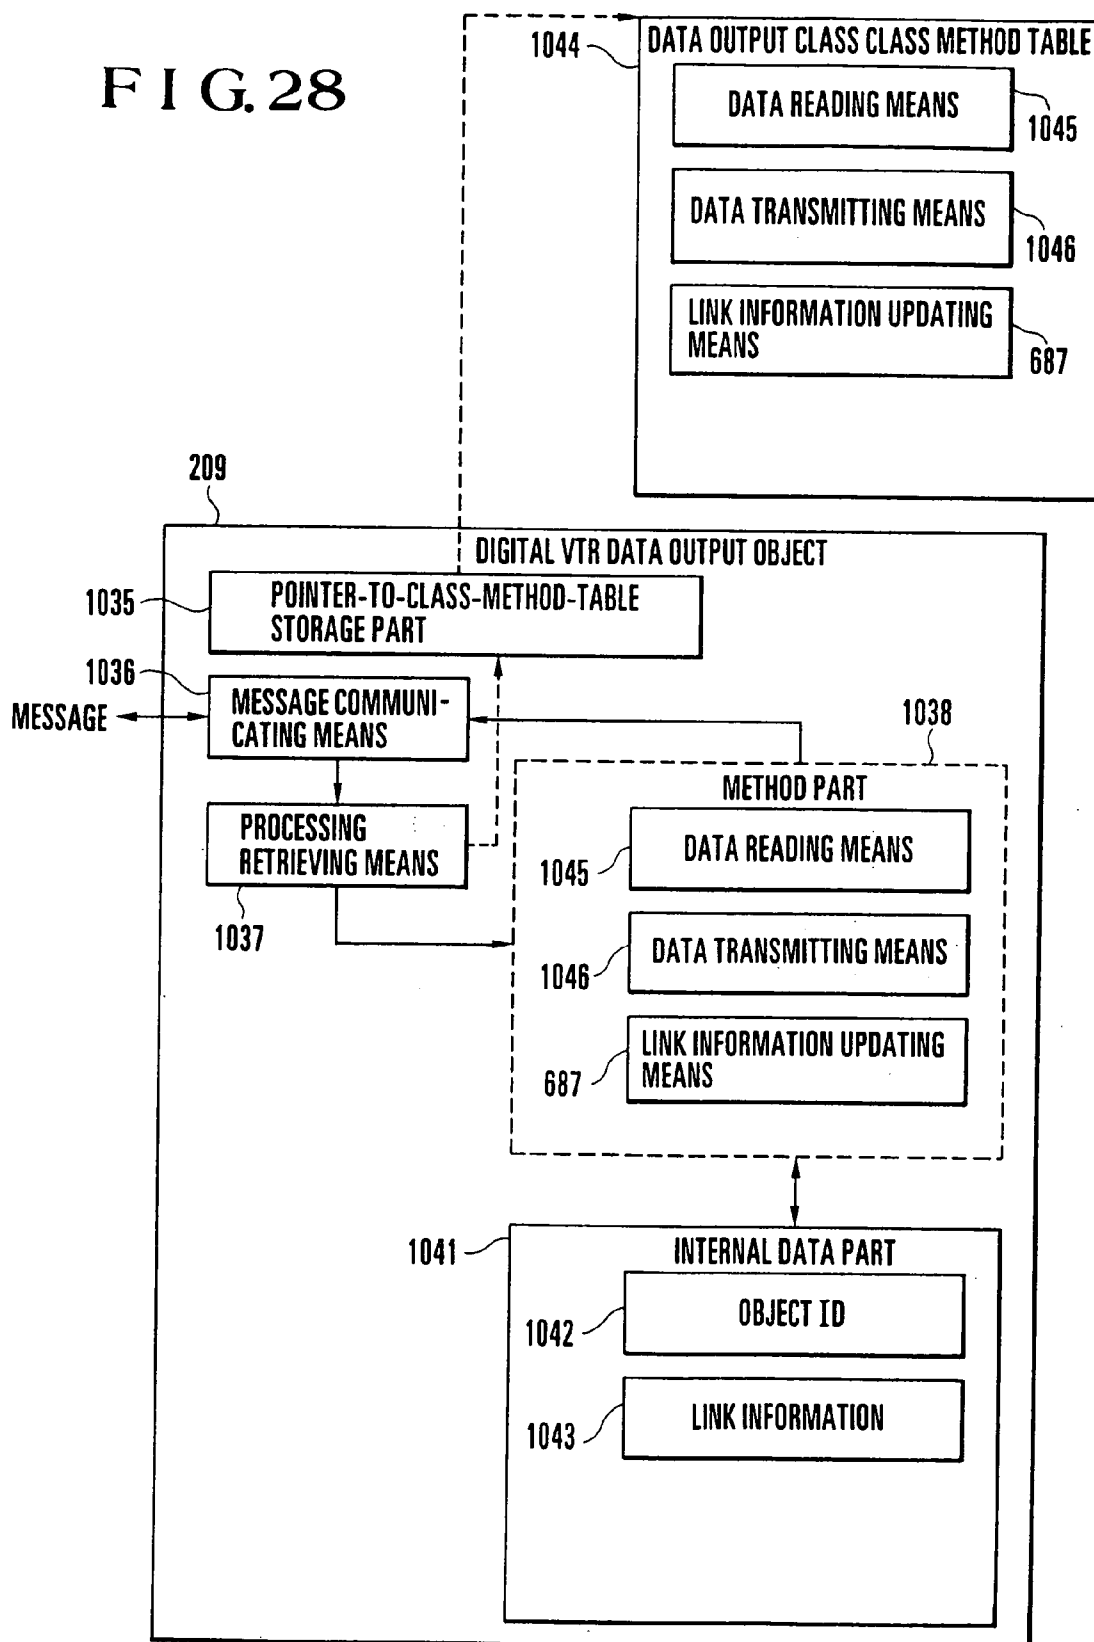 FIG. 28
1044
DATA OUTPUT CLASS CLASS METHOD TABLE
DATA READING MEANS
1045
DATA TRANSMITTING MEANS
1046
LINK INFORMATION UPDATING
MEANS
687
209
DIGITAL VTR DATA OUTPUT OBJECT
1035
POINTER-TO-CLASS-METHOD-TABLE
STORAGE PART
1036
MESSAGE
MESSAGE COMMUNI-
CATING MEANS
1038
METHOD PART
PROCESSING
RETRIEVING MEANS
1037
DATA READING MEANS
1045
DATA TRANSMITTING MEANS
1046
LINK INFORMATION UPDATING
MEANS
687
1041
INTERNAL DATA PART
OBJECT ID
1042
LINK INFORMATION
1043